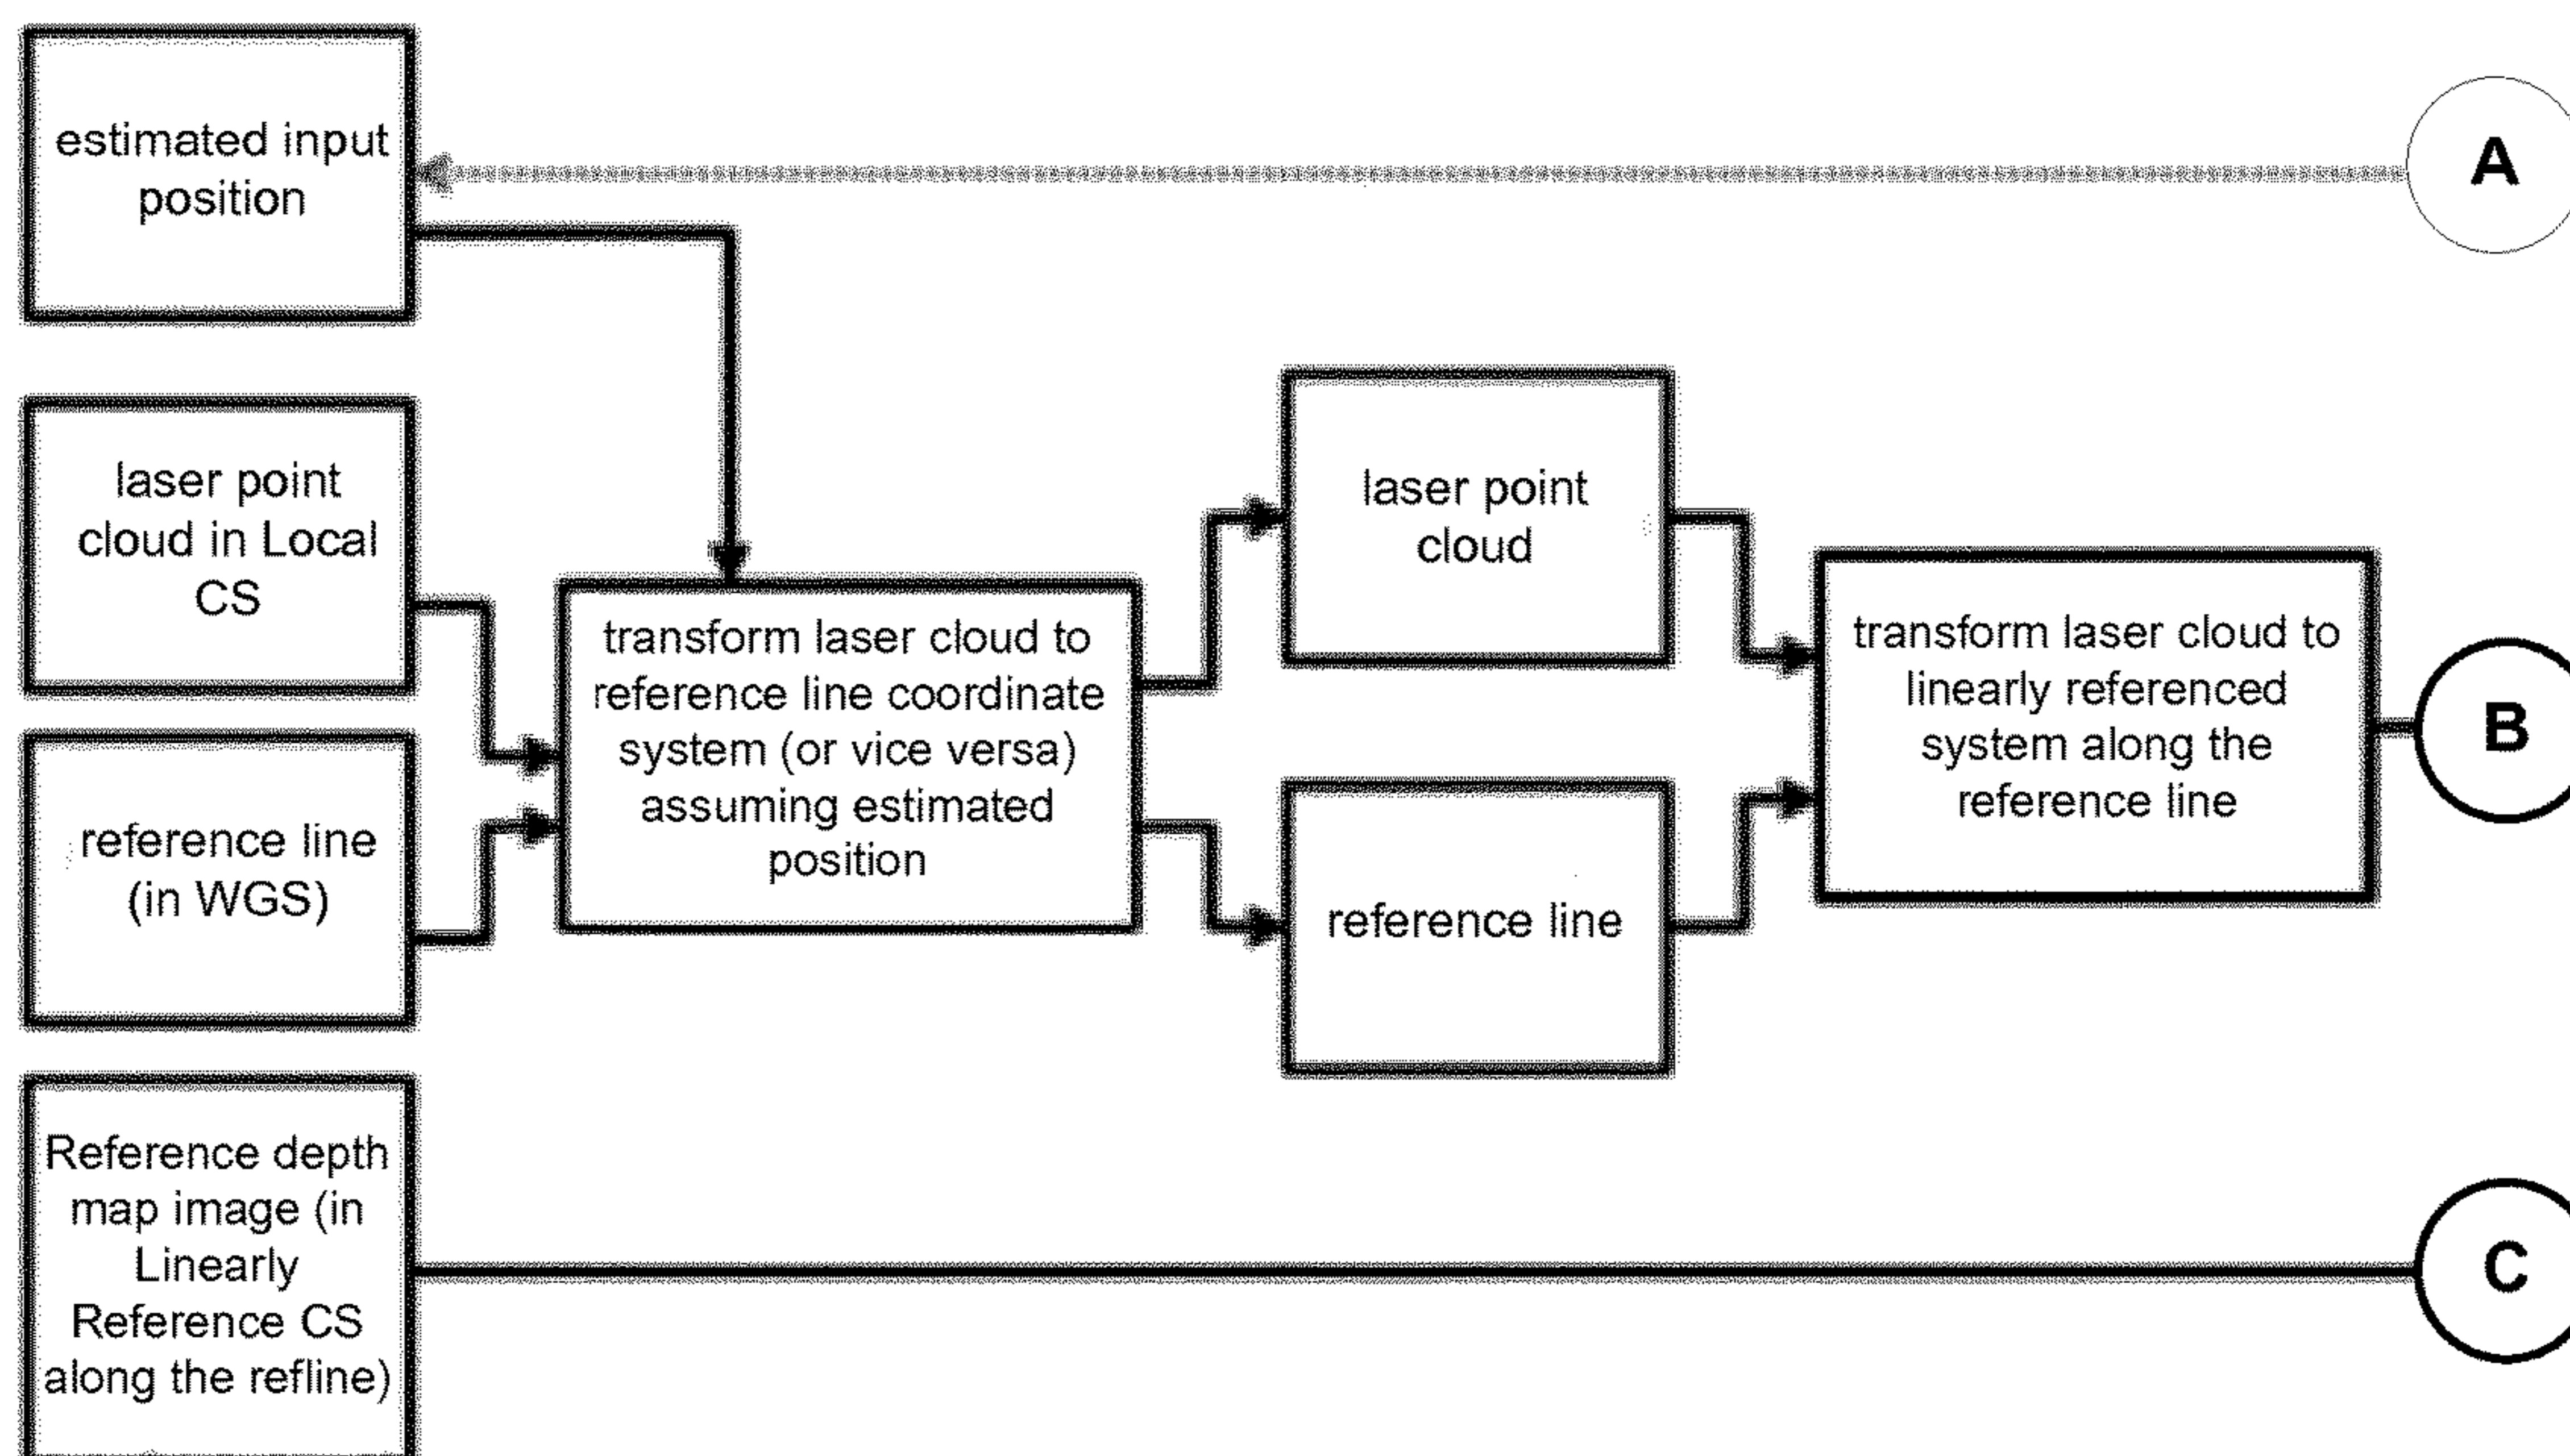 estimated input
position
A
laser point
cloud in Local
CS
reference line
(in WGS)
transform laser cloud to
reference line coordinate
system (or vice versa)
assuming estimated
position
laser point
cloud
reference line
transform laser cloud to
linearly referenced
system along the
reference line
B
Reference depth
map image (in
Linearly
Reference CS
along the refline)
C